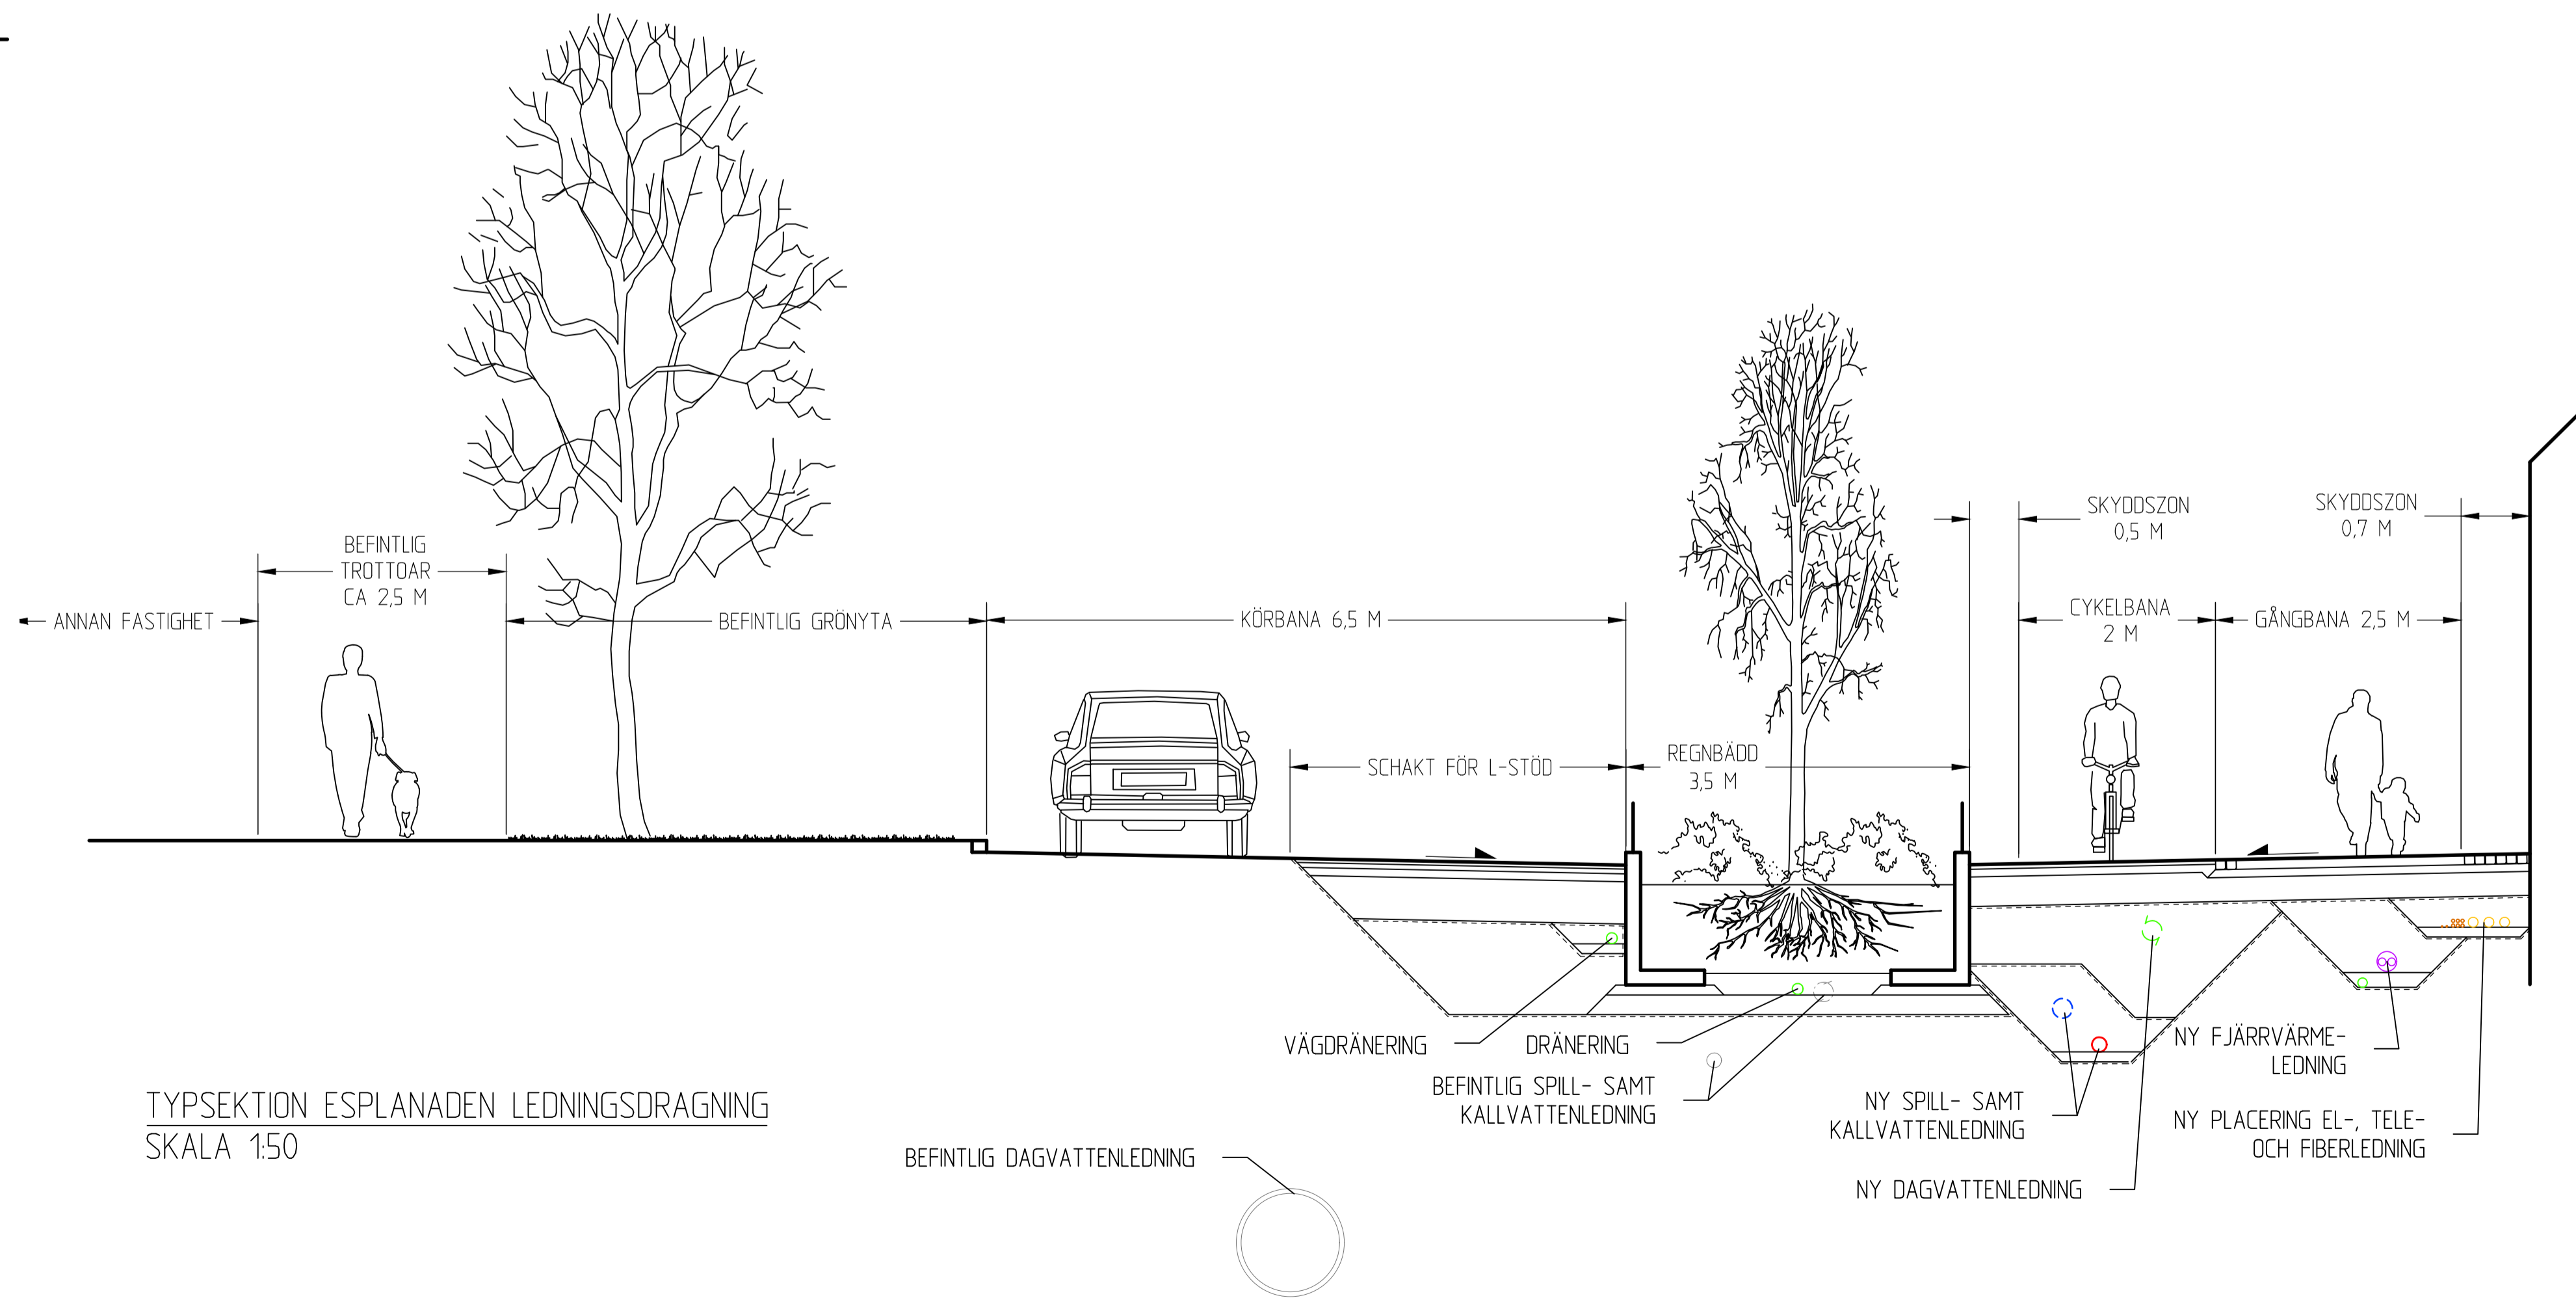 SKYDDSZON
0,5 M
SKYDDSZON
0,7 M
BEFINTLIG
TROTTOAR
CA 2,5 M
ANNAN FASTIGHET
BEFINTLIG GRÖNYTA
KÖRBANA 6,5 M
CYKELBANA
2 M
GÅNGBANA 2,5 M
SCHAKT FÖR L-STÖD
REGNBÄDD
3,5 M
VÄGDRÄNERING
DRÄNERING
BEFINTLIG SPILL- SAMT
KALLVATTENLEDNING
NY FJÄRRVÄRME-
LEDNING
NY SPILL- SAMT
KALLVATTENLEDNING
NY PLACERING EL-, TELE-
OCH FIBERLEDNING
NY DAGVATTENLEDNING
BEFINTLIG DAGVATTENLEDNING
TYPSEKTION ESPLANADEN LEDNINGSDRAGNING
SKALA 1:50